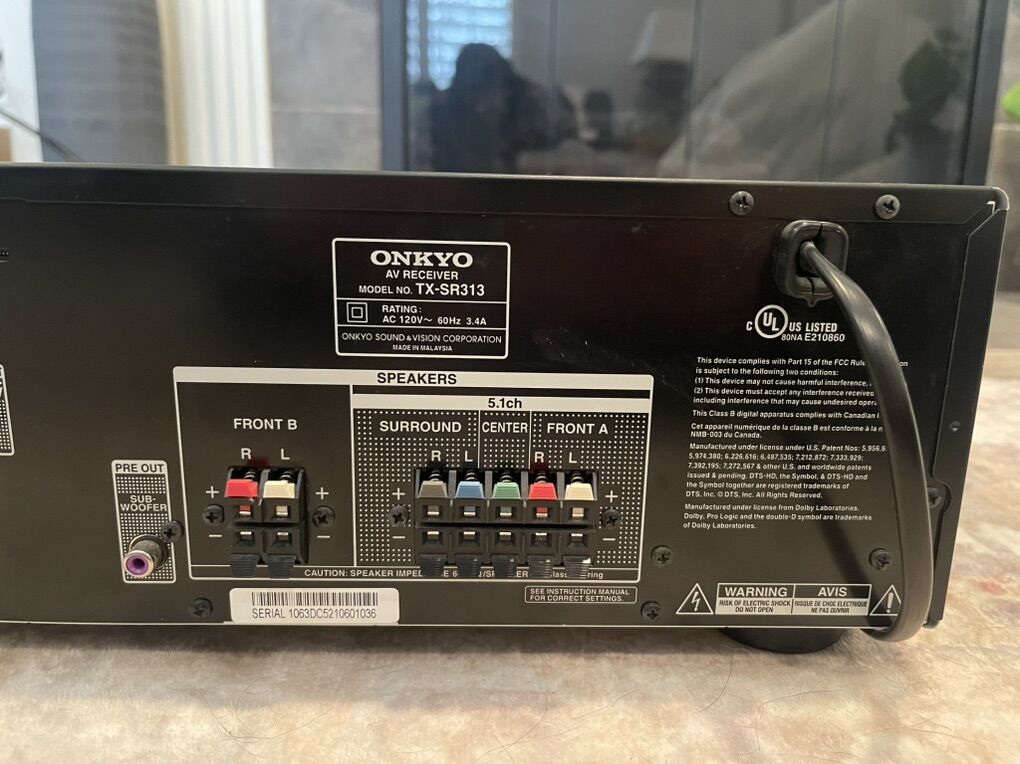 ONKYO
AV RECEIVER
MODEL NO. TX-SR313
RATING:
AC 120V~ 60Hz 3.4A
ONKYO SOUND & VISION CORPORATION
MADE IN MALAYSIA
C UL US LISTED
80NA E210860
This device complies with Part 15 of the FCC
is subject to the following two conditions:
(1) This device may not cause harmful interference,
(2) This device must accept any interference received
including interference that may cause undesired
This Class B digital apparatus complies with Canadian
Cet appareil numérique de la classe B est conforme à la
NMB-003 du Canada.
Manufactured under license from under U.S. Patent Nos: 5,956,6
5,974,380; 6,226,616; 6,487,535; 7,212,872; 7,333,929;
7,392,195; 7,272,567 & other U.S. and worldwide patents
issued & pending. DTS-HD, the Symbol, & DTS-HD and
the Symbol together are registered trademarks of
DTS, Inc. © DTS, Inc. All Rights Reserved.
Manufactured under license from Dolby Laboratories.
Dolby, Pro Logic and the double-D symbol are trademarks
of Dolby Laboratories.
SPEAKERS
5.1ch
FRONT B
SURROUND
CENTER
FRONT A
R L
R L
R L
+ +
+ +
- -
- -
PRE OUT
SUB-
WOOFER
CAUTION: SPEAKER
SEE INSTRUCTION MANUAL
FOR CORRECT SETTINGS.
SERIAL 1063DC5210601036
WARNING
RISK OF ELECTRIC SHOCK
DO NOT OPEN
AVIS
RISQUE DE CHOC ELECTRIQUE
NE PAS OUVRIR